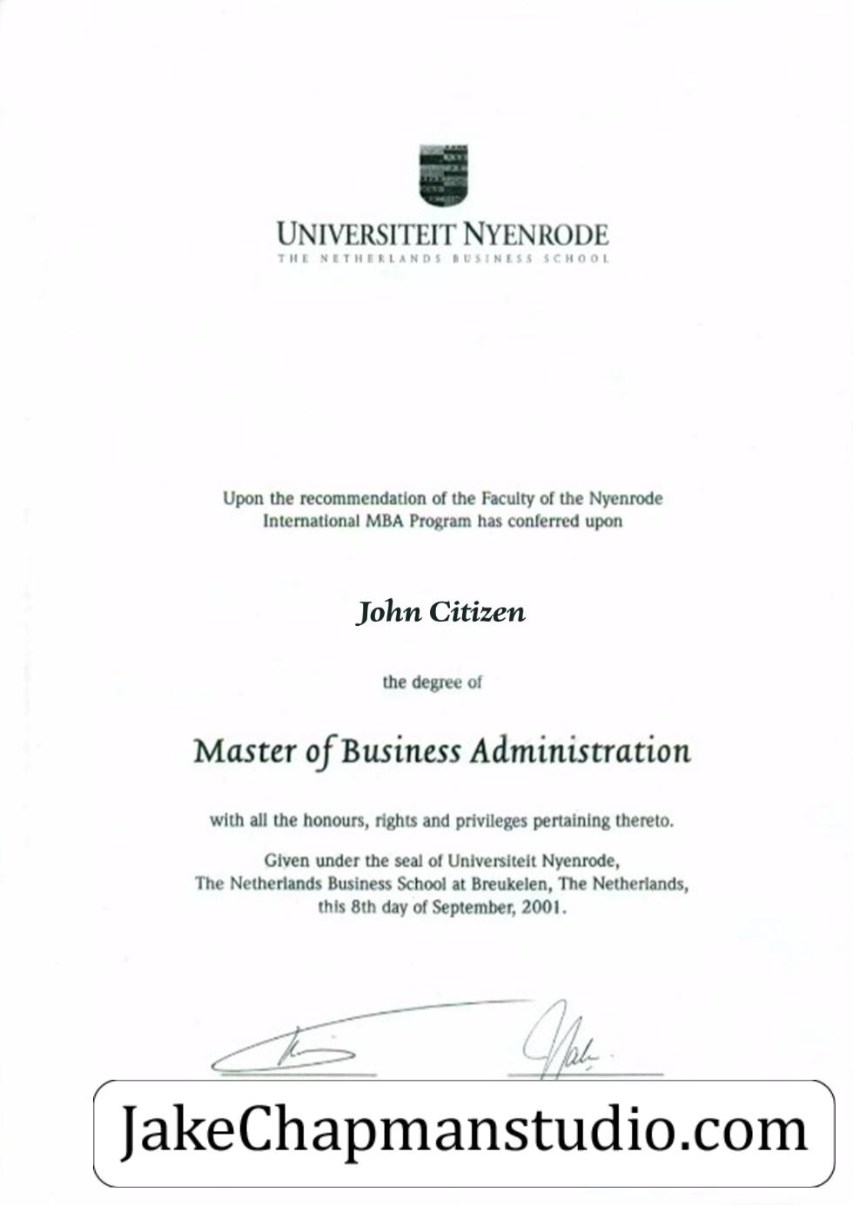 UNIVERSITEIT NYENRODE
THE NETHERLANDS BUSINESS SCHOOL
Upon the recommendation of the Faculty of the Nyenrode
International MBA Program has conferred upon
John Citizen
the degree of
Master of Business Administration
with all the honours, rights and privileges pertaining thereto.
Given under the seal of Universiteit Nyenrode,
The Netherlands Business School at Breukelen, The Netherlands,
this 8th day of September, 2001.
JakeChapmanstudio.com